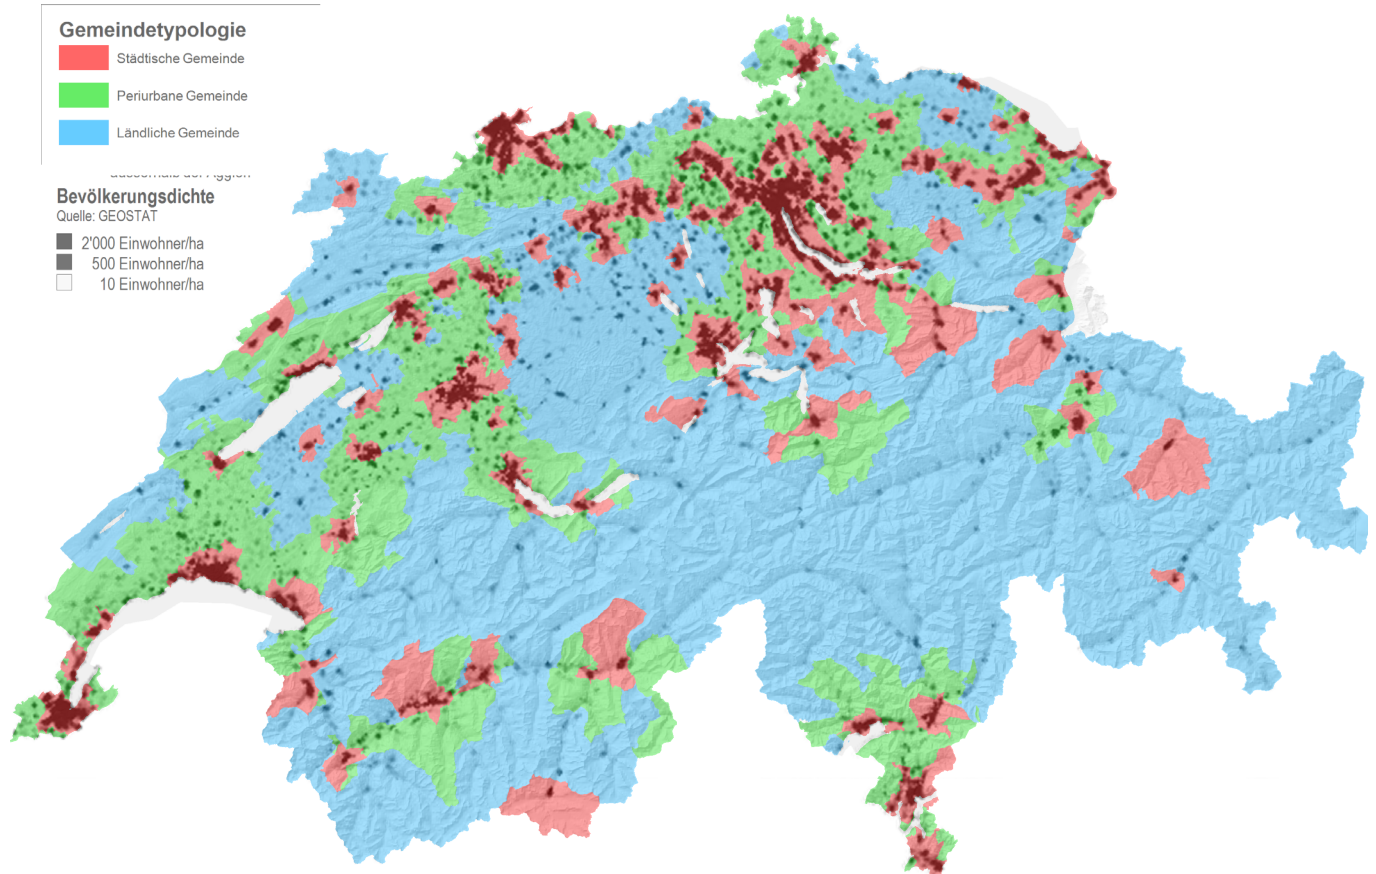 Gemeindetypologie
Städtische Gemeinde
Periurbane Gemeinde
Ländliche Gemeinde
Bevölkerungsdichte
Quelle: GEOSTAT
2'000 Einwohner/ha
500 Einwohner/ha
10 Einwohner/ha